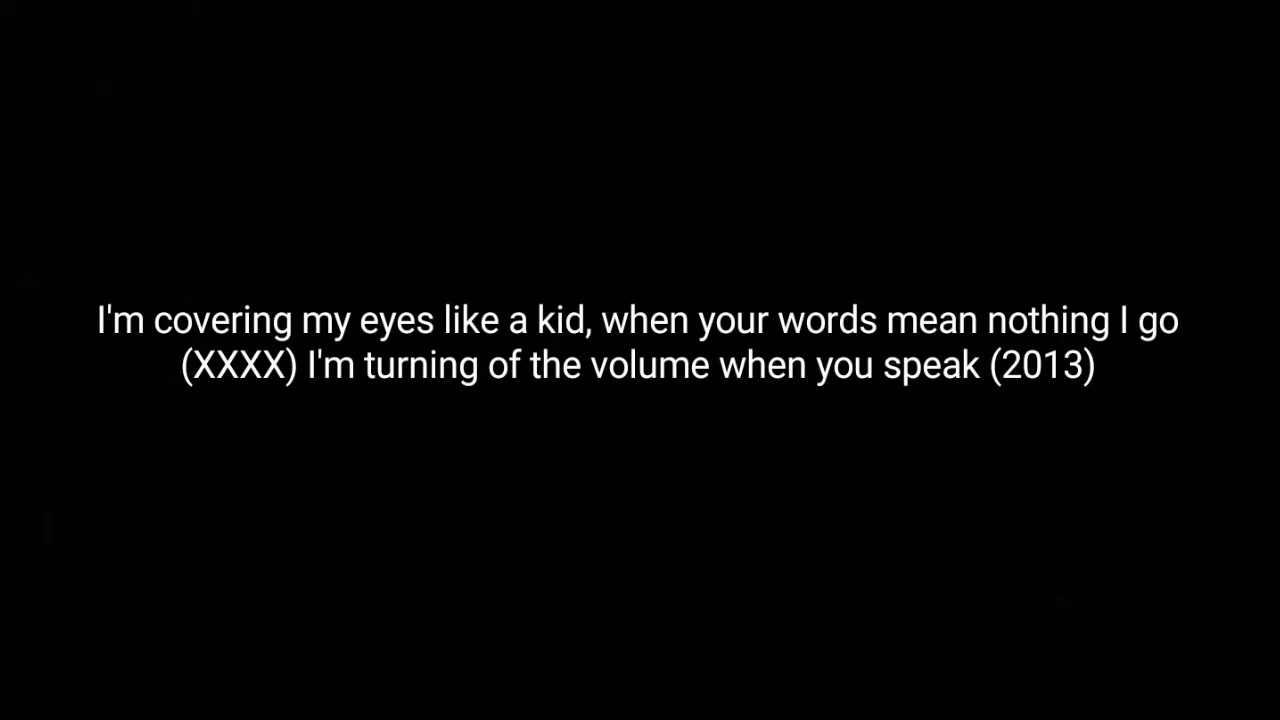 I'm covering my eyes like a kid, when your words mean nothing I go
(XXXX) I'm turning of the volume when you speak (2013)